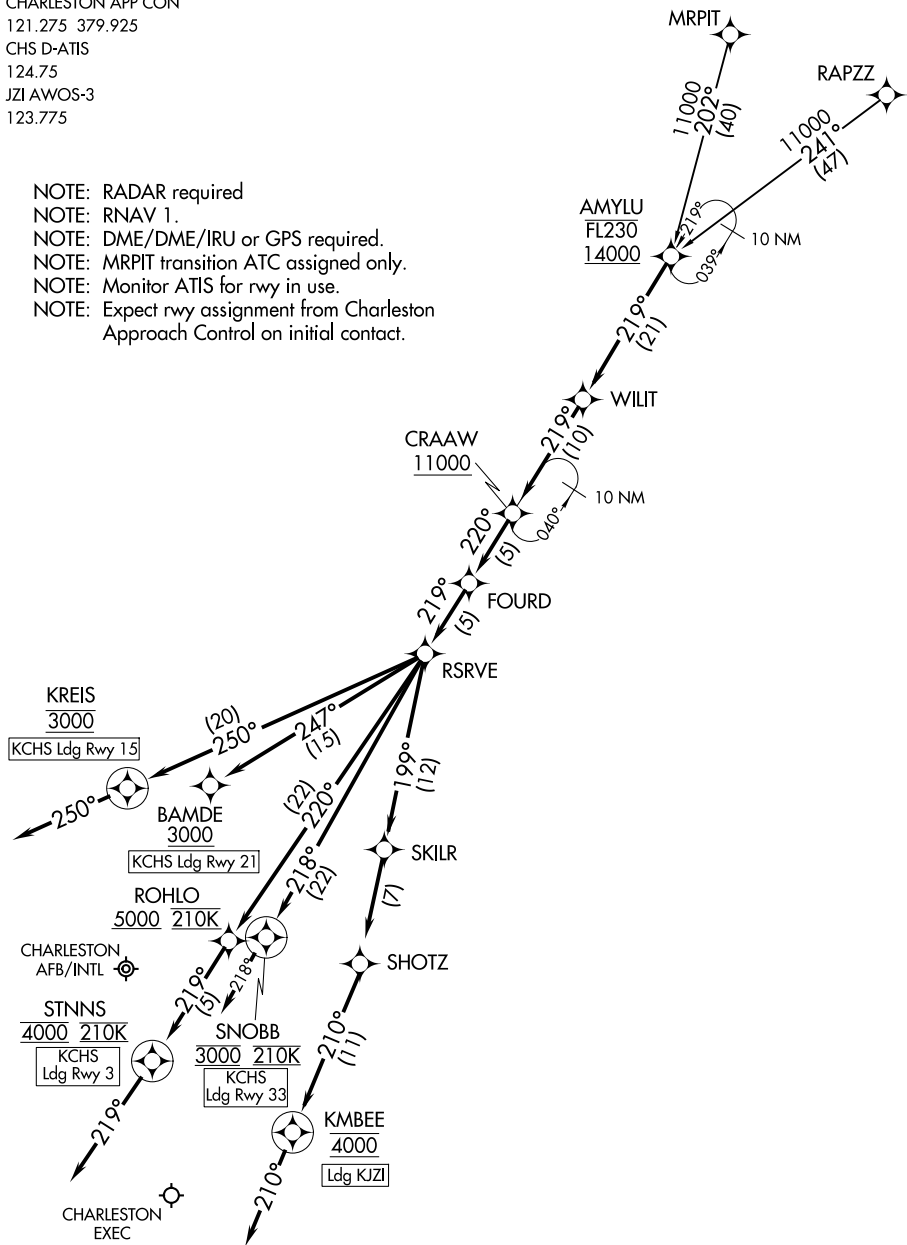 CHARLESTON APP CON
121.275 379.925
CHS D-ATIS
124.75
JZI AWOS-3
123.775
NOTE: RADAR required
NOTE: RNAV 1.
NOTE: DME/DME/IRU or GPS required.
NOTE: MRPIT transition ATC assigned only.
NOTE: Monitor ATIS for rwy in use.
NOTE: Expect rwy assignment from Charleston
Approach Control on initial contact.
MRPIT
RAPZZ
11000
202°
(40)
11000
241°
(47)
AMYLU
FL230
14000
219°
039°
10 NM
219°
(21)
WILIT
219°
(10)
CRAAW
11000
040°
10 NM
220°
(5)
FOURD
219°
(5)
RSRVE
KREIS
3000
KCHS Ldg Rwy 15
(20)
250°
250°
247°
(15)
BAMDE
3000
KCHS Ldg Rwy 21
(22)
220°
218°
(22)
199°
(12)
SKILR
(7)
SHOTZ
ROHLO
5000 210K
CHARLESTON
AFB/INTL
219°
(5)
218°
STNNS
4000 210K
KCHS
Ldg Rwy 3
219°
SNOBB
3000 210K
KCHS
Ldg Rwy 33
210°
(11)
KMBEE
4000
Ldg KJZI
210°
CHARLESTON
EXEC